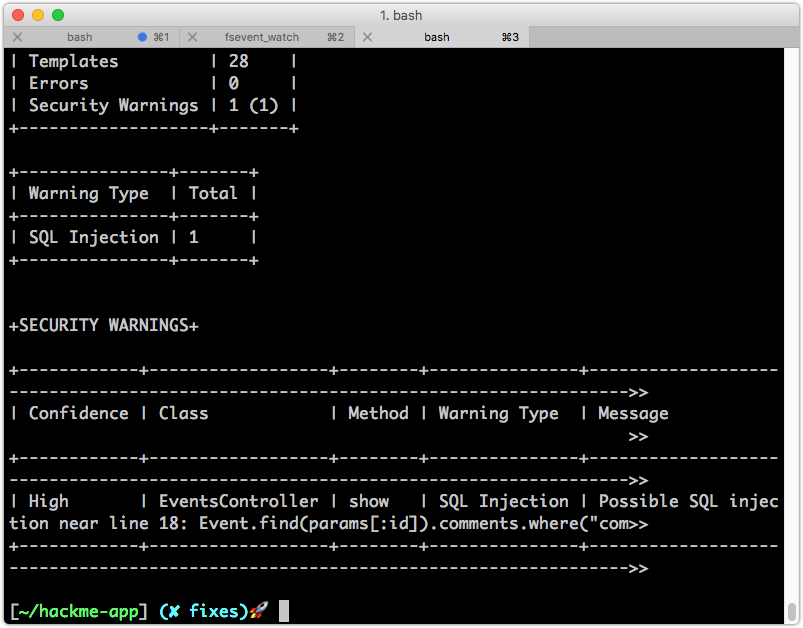 1. bash
bash ⌘1 fsevent_watch ⌘2 bash ⌘3
| Templates         | 28    |
| Errors            | 0     |
| Security Warnings | 1 (1) |
+-------------------+-------+
+---------------+-------+
| Warning Type  | Total |
+---------------+-------+
| SQL Injection | 1     |
+---------------+-------+
+SECURITY WARNINGS+
+------------+------------------+--------+---------------+-------------------
-------------------------------------------------------------->>
| Confidence | Class            | Method | Warning Type  | Message
>>
+------------+------------------+--------+---------------+-------------------
-------------------------------------------------------------->>
| High       | EventsController | show   | SQL Injection | Possible SQL injec
tion near line 18: Event.find(params[:id]).comments.where("com>>
+------------+------------------+--------+---------------+-------------------
-------------------------------------------------------------->>
[~/hackme-app] (✘ fixes)🚀